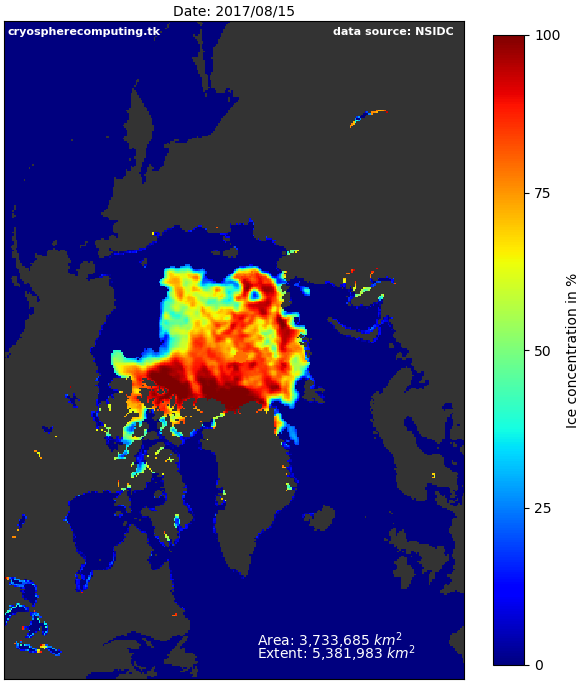 Date: 2017/08/15
cryospherecomputing.tk data source: NSIDC
100
75
50
25
0
Ice concentration in %
Area: 3,733,685 km²
Extent: 5,381,983 km²